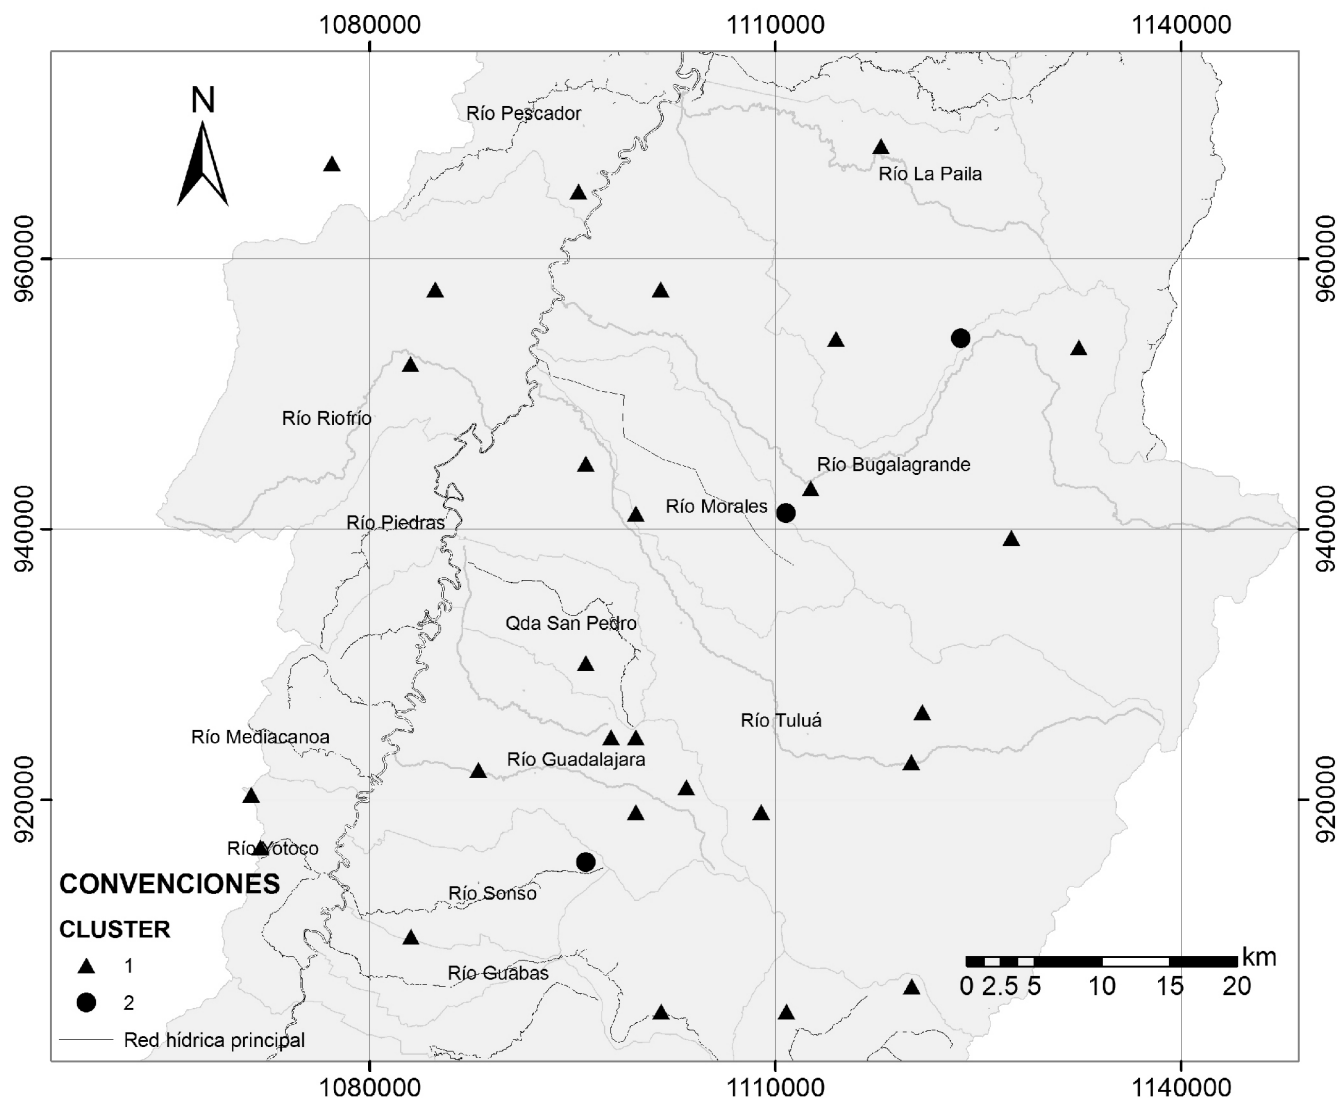 1080000
1110000
1140000
N
Río Pescador
Río La Paila
960000
960000
Río Riofrío
Río Bugalagrande
Río Morales
Río Piedras
940000
940000
Qda San Pedro
Río Tuluá
Río Mediacanoa
Río Guadalajara
920000
920000
Río Yotoco
CONVENCIONES
Río Sonso
CLUSTER
1
2
Red hídrica principal
Río Guabas
km
0 2.5 5 10 15 20
1080000
1110000
1140000